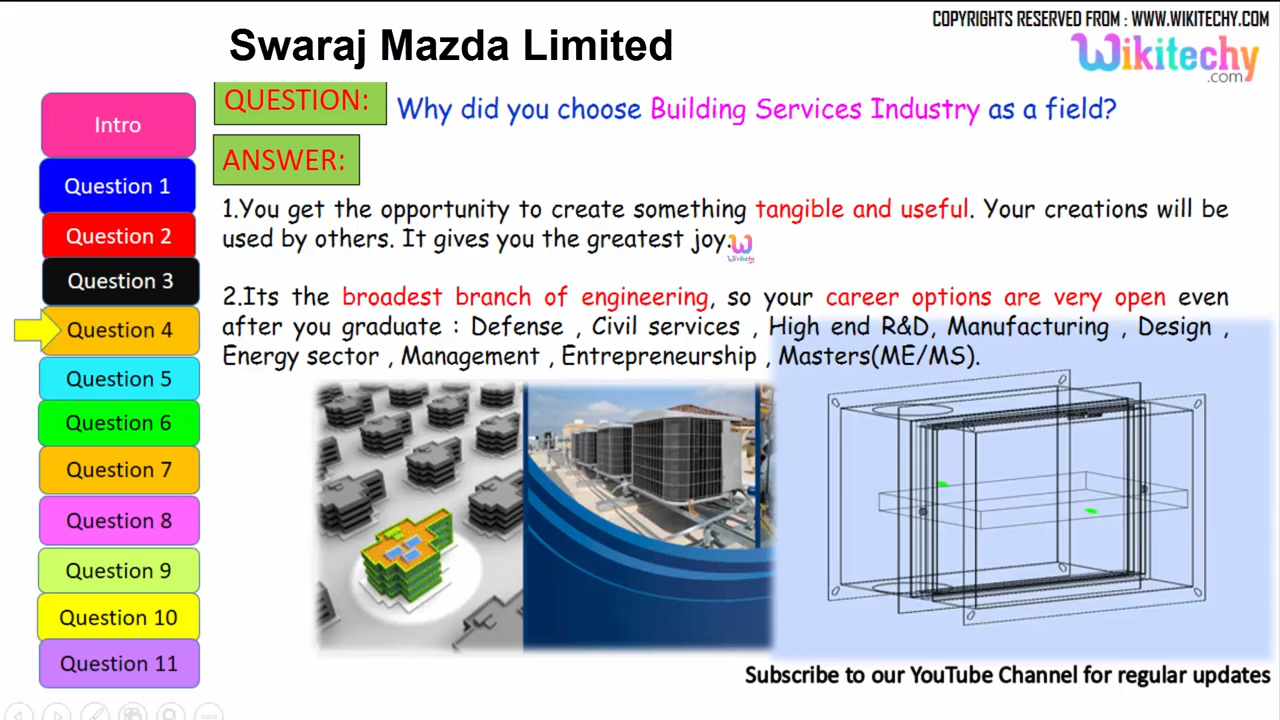 COPYRIGHTS RESERVED FROM : WWW.WIKITECHY.COM
Swaraj Mazda Limited
Wikitechy
.com
QUESTION: Why did you choose Building Services Industry as a field?
ANSWER:
Intro
Question 1
Question 2
Question 3
Question 4
Question 5
Question 6
Question 7
Question 8
Question 9
Question 10
Question 11
1.You get the opportunity to create something tangible and useful. Your creations will be
used by others. It gives you the greatest joy.
W
Wikitechy
2.Its the broadest branch of engineering, so your career options are very open even
after you graduate : Defense , Civil services , High end R&D, Manufacturing , Design ,
Energy sector , Management , Entrepreneurship , Masters(ME/MS).
Subscribe to our YouTube Channel for regular updates